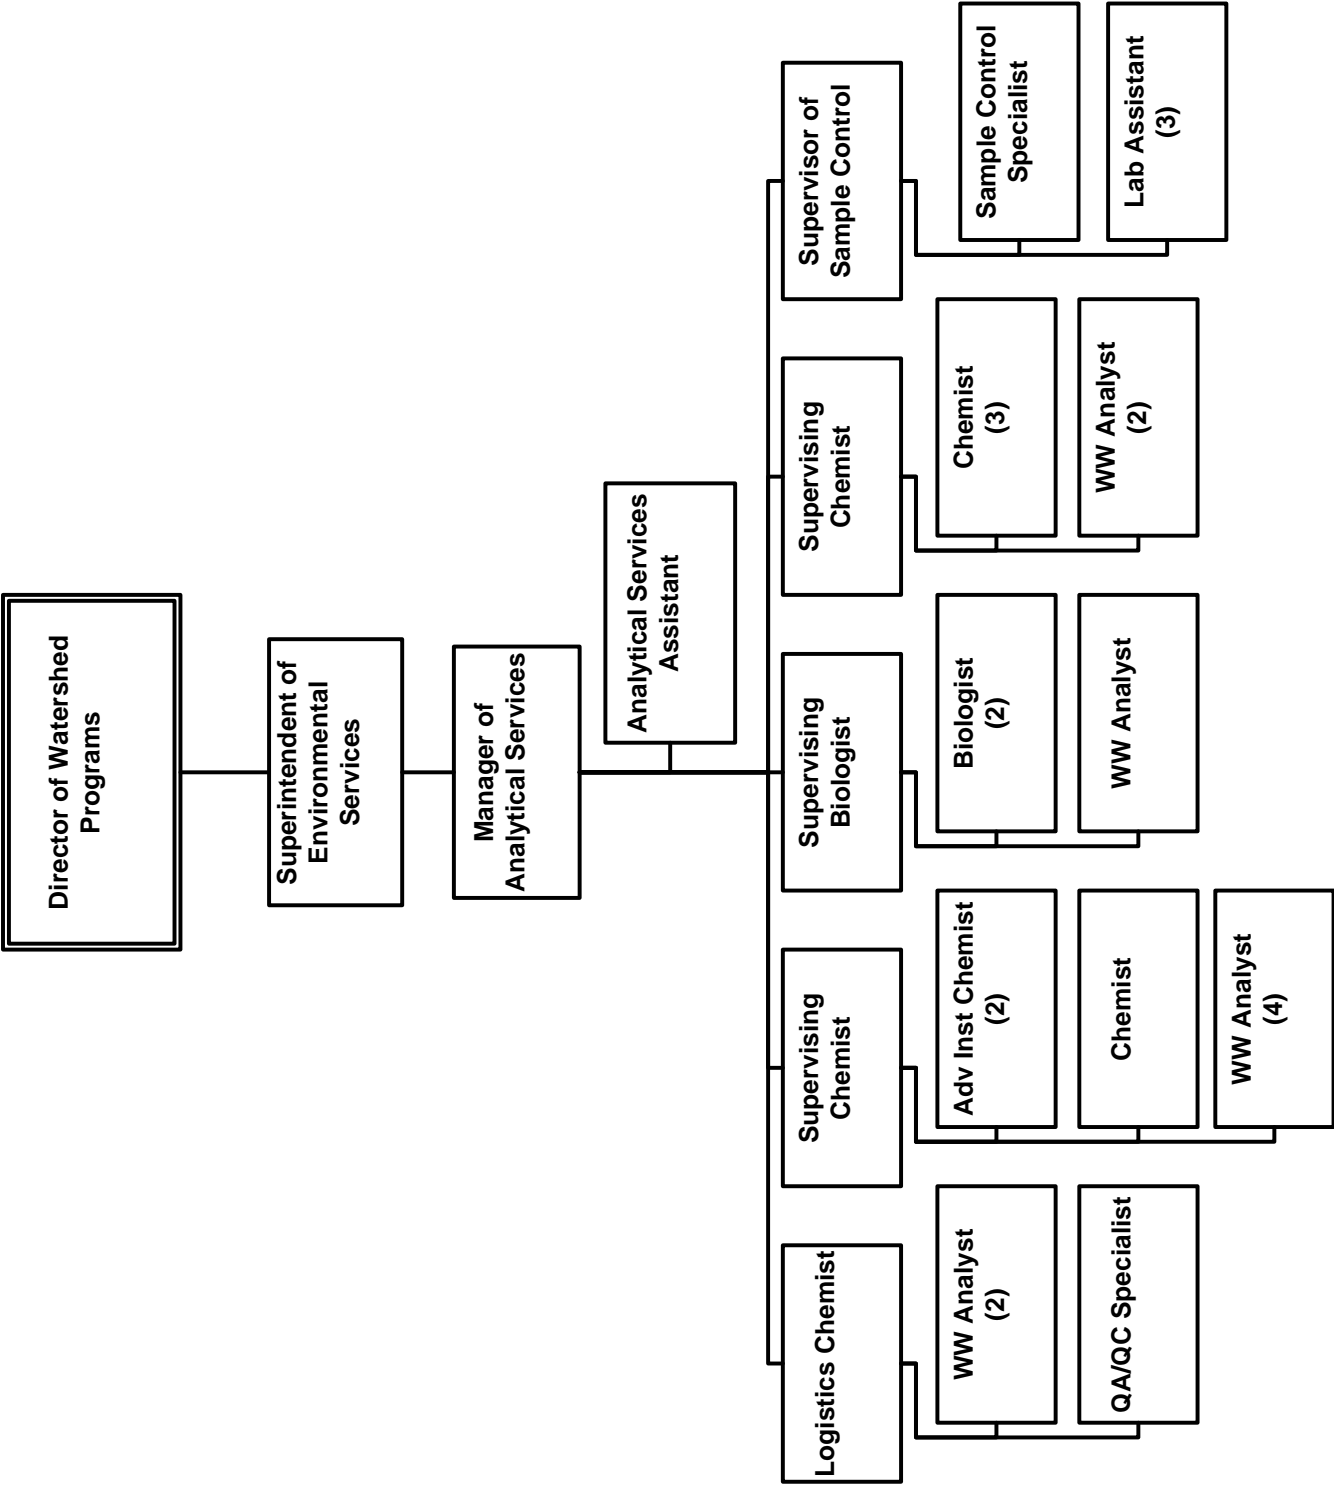 Director of Watershed
Programs
Superintendent of
Environmental
Services
Manager of
Analytical Services
Analytical Services
Assistant
Logistics Chemist
WW Analyst
(2)
QA/QC Specialist
Supervising
Chemist
Adv Inst Chemist
(2)
Chemist
WW Analyst
(4)
Supervising
Biologist
Biologist
(2)
WW Analyst
Supervising
Chemist
Chemist
(3)
WW Analyst
(2)
Supervisor of
Sample Control
Sample Control
Specialist
Lab Assistant
(3)